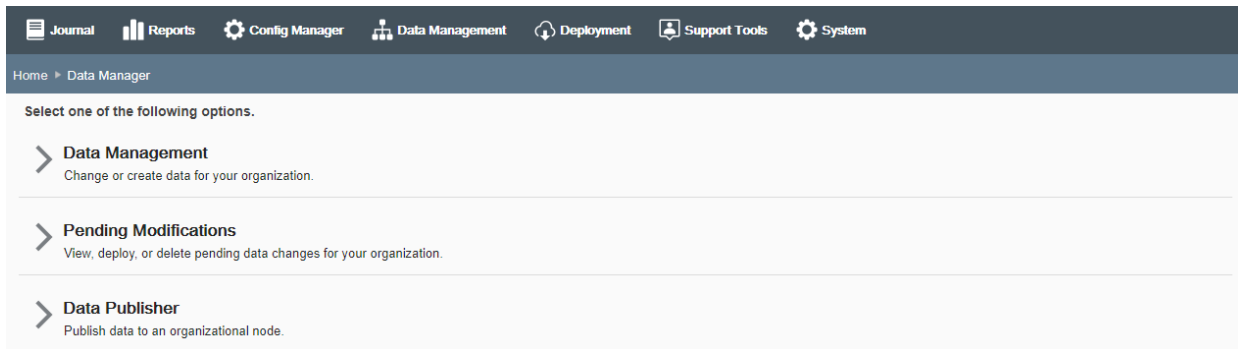 Journal Reports Config Manager Data Management Deployment Support Tools System
Home Data Manager
Select one of the following options.
Data Management
Change or create data for your organization.
Pending Modifications
View, deploy, or delete pending data changes for your organization.
Data Publisher
Publish data to an organizational node.